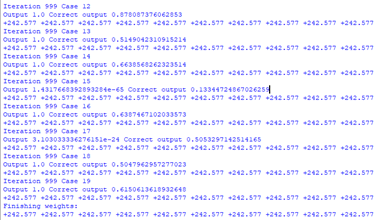 Iteration 999 Case 12
Output 1.0 Correct output 0.878087376062853
+242.577 +242.577 +242.577 +242.577 +242.577 +242.577 +242.577 +242.577
Iteration 999 Case 13
Output 1.0 Correct output 0.5149042310915214
+242.577 +242.577 +242.577 +242.577 +242.577 +242.577 +242.577 +242.577
Iteration 999 Case 14
Output 1.0 Correct output 0.6638568262323514
+242.577 +242.577 +242.577 +242.577 +242.577 +242.577 +242.577 +242.577
Iteration 999 Case 15
Output 1.4317668392893284e-65 Correct output 0.13344724867026259
+242.577 +242.577 +242.577 +242.577 +242.577 +242.577 +242.577 +242.577
Iteration 999 Case 16
Output 1.0 Correct output 0.6387467102033573
+242.577 +242.577 +242.577 +242.577 +242.577 +242.577 +242.577 +242.577
Iteration 999 Case 17
Output 3.103033336276151e-24 Correct output 0.5053297142514165
+242.577 +242.577 +242.577 +242.577 +242.577 +242.577 +242.577 +242.577
Iteration 999 Case 18
Output 1.0 Correct output 0.5047962957277023
+242.577 +242.577 +242.577 +242.577 +242.577 +242.577 +242.577 +242.577
Iteration 999 Case 19
Output 1.0 Correct output 0.6150613618932648
+242.577 +242.577 +242.577 +242.577 +242.577 +242.577 +242.577 +242.577
Finishing weights:
+242.577 +242.577 +242.577 +242.577 +242.577 +242.577 +242.577 +242.577